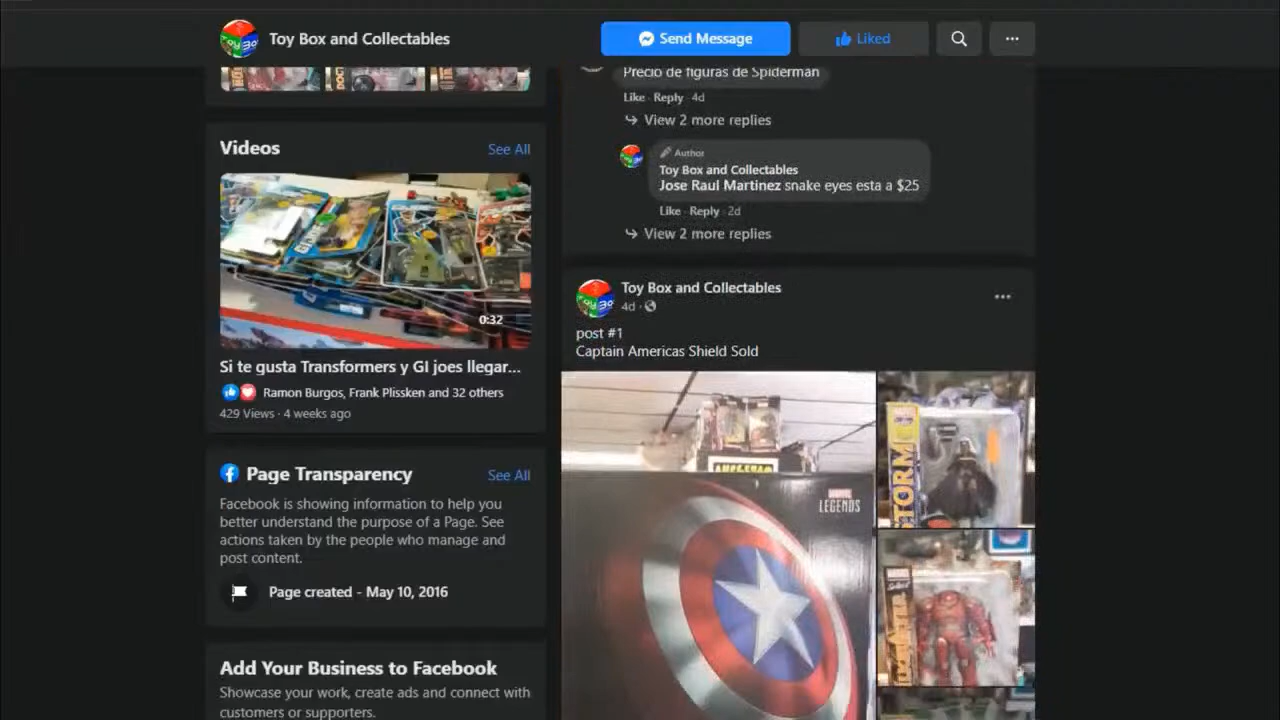 Toy Box and Collectables
Send Message
Liked
Videos
See All
0:32
Si te gusta Transformers y GI joes llegar...
Ramon Burgos, Frank Plissken and 32 others
429 Views · 4 weeks ago
Page Transparency
See All
Facebook is showing information to help you
better understand the purpose of a Page. See
actions taken by the people who manage and
post content.
Page created - May 10, 2016
Add Your Business to Facebook
Showcase your work, create ads and connect with
customers or supporters.
Precio de figuras de Spiderman
Like · Reply · 4d
View 2 more replies
Author
Toy Box and Collectables
Jose Raul Martinez snake eyes esta a $25
Like · Reply · 2d
View 2 more replies
Toy Box and Collectables
4d ·
post #1
Captain Americas Shield Sold
MARVEL
LEGENDS
MARVEL
STORM